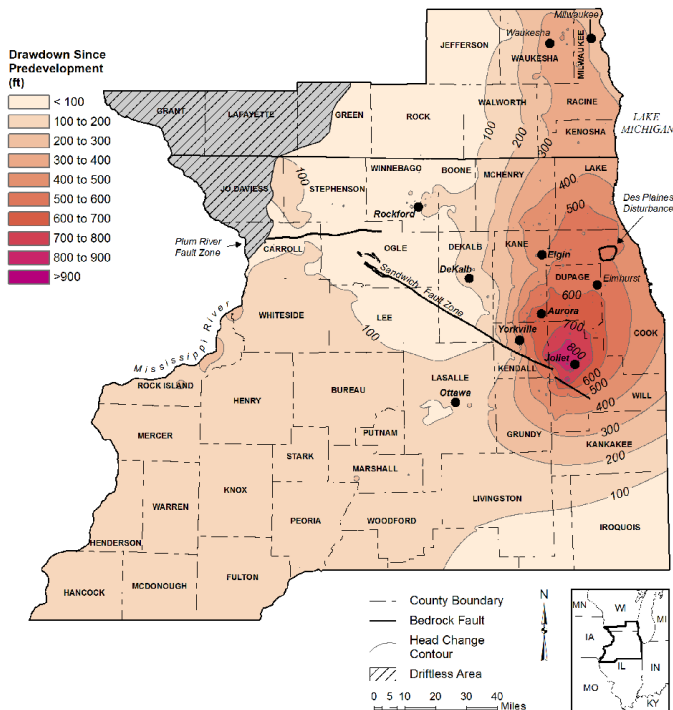 Drawdown Since
Predevelopment
(ft)
< 100
100 to 200
200 to 300
300 to 400
400 to 500
500 to 600
600 to 700
700 to 800
800 to 900
>900
Milwaukee
Waukesha
JEFFERSON
WAUKESHA
MILWAUKEE
GRANT
LAFAYETTE
GREEN
ROCK
WALWORTH
RACINE
KENOSHA
100
200
300
LAKE
MICHIGAN
JO DAVIESS
STEPHENSON
WINNEBAGO
BOONE
MCHENRY
LAKE
100
400
500
Rockford
Des Plaines
Disturbance
Plum River
Fault Zone
CARROLL
OGLE
DEKALB
KANE
Elgin
DeKalb
Sandwich Fault Zone
DUPAGE
Elmhurst
600
WHITESIDE
LEE
100
Aurora
700
COOK
Yorkville
800
Joliet
KENDALL
600
500
400
WILL
Mississippi River
ROCK ISLAND
HENRY
BUREAU
LASALLE
Ottawa
GRUNDY
300
KANKAKEE
200
MERCER
PUTNAM
STARK
MARSHALL
100
KNOX
WARREN
PEORIA
WOODFORD
LIVINGSTON
IROQUOIS
HENDERSON
HANCOCK
MCDONOUGH
FULTON
County Boundary
Bedrock Fault
Head Change
Contour
Driftless Area
0 5 10 20 30 40
Miles
N
MN
WI
MI
IA
IL
IN
MO
KY